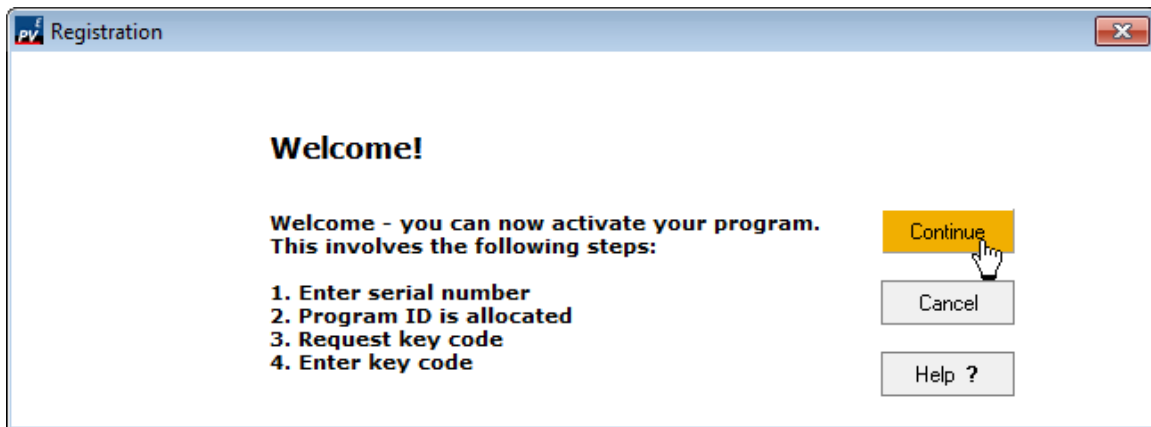 PV E Registration
Welcome!
Welcome - you can now activate your program.
This involves the following steps:
1. Enter serial number
2. Program ID is allocated
3. Request key code
4. Enter key code
Continue
Cancel
Help ?